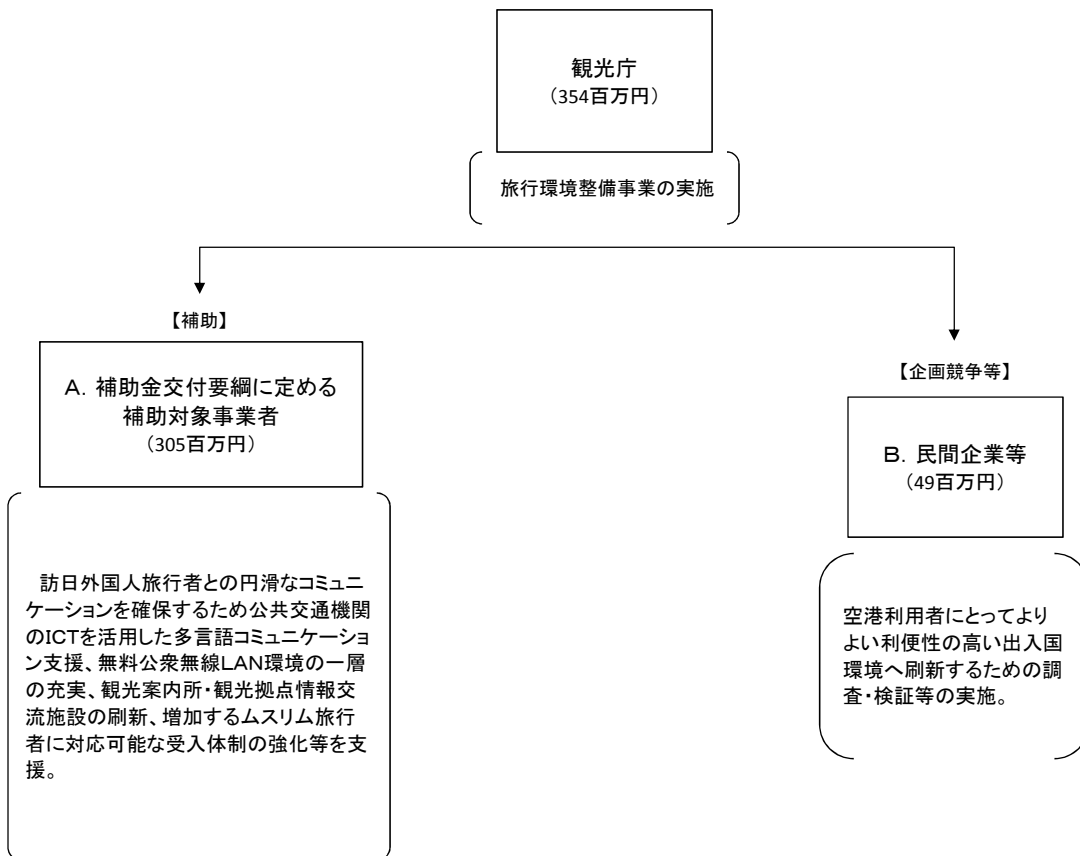 観光庁
（354百万円）
旅行環境整備事業の実施
【補助】
A．補助金交付要綱に定める
補助対象事業者
（305百万円）
訪日外国人旅行者との円滑なコミュニ
ケーションを確保するため公共交通機関
のICTを活用した多言語コミュニケーション
支援、無料公衆無線LAN環境の一層
の充実、観光案内所・観光拠点情報交
流施設の刷新、増加するムスリム旅行
者に対応可能な受入体制の強化等を支
援。
【企画競争等】
B．民間企業等
（49百万円）
空港利用者にとってより
よい利便性の高い出入国
環境へ刷新するための調
査・検証等の実施。